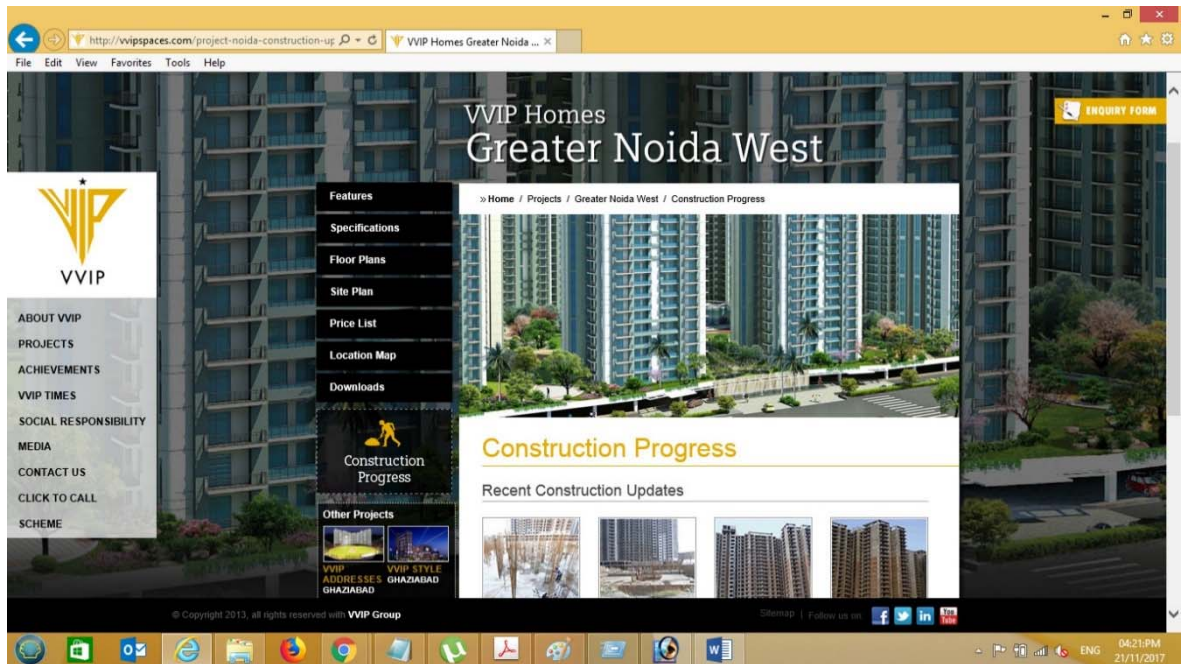 http://vvipspaces.com/project-noida-construction-up
VVIP Homes Greater Noida ...
File Edit View Favorites Tools Help
VVIP Homes
Greater Noida West
ENQUIRY FORM
VVIP
VVIP
ABOUT VVIP
PROJECTS
ACHIEVEMENTS
VVIP TIMES
SOCIAL RESPONSIBILITY
MEDIA
CONTACT US
CLICK TO CALL
SCHEME
Features
Specifications
Floor Plans
Site Plan
Price List
Location Map
Downloads
Construction
Progress
Other Projects
VVIP ADDRESSES
GHAZIABAD
VVIP STYLE
GHAZIABAD
» Home / Projects / Greater Noida West / Construction Progress
Construction Progress
Recent Construction Updates
© Copyright 2013, all rights reserved with VVIP Group
Sitemap | Follow us on:
f in You Tube
ENG
04:21:PM
21/11/2017